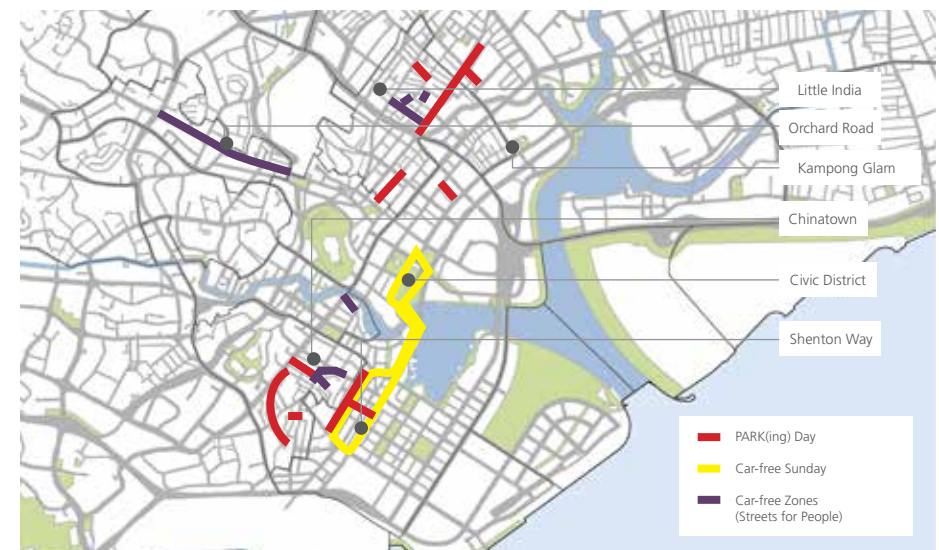 Little India
Orchard Road
Kampong Glam
Chinatown
Civic District
Shenton Way
PARK(ing) Day
Car-free Sunday
Car-free Zones
(Streets for People)